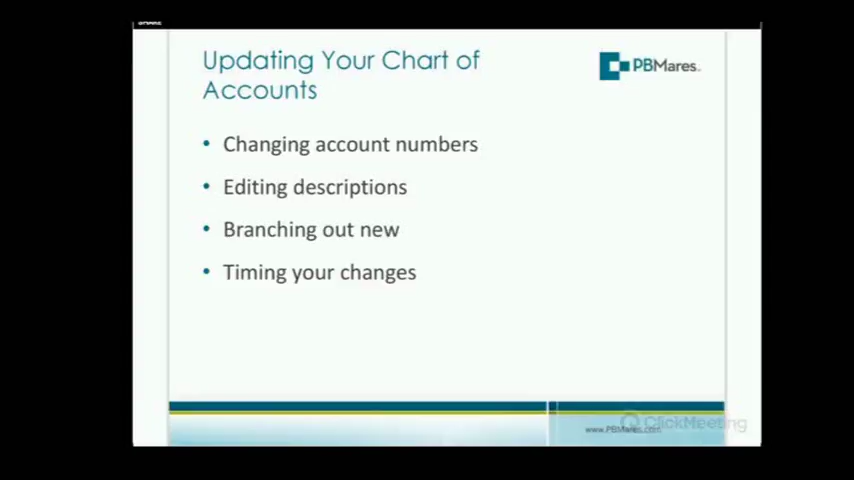 Updating Your Chart of
Accounts
PBMares
• Changing account numbers
• Editing descriptions
• Branching out new
• Timing your changes
ClickMeeting
www.PBMares.com